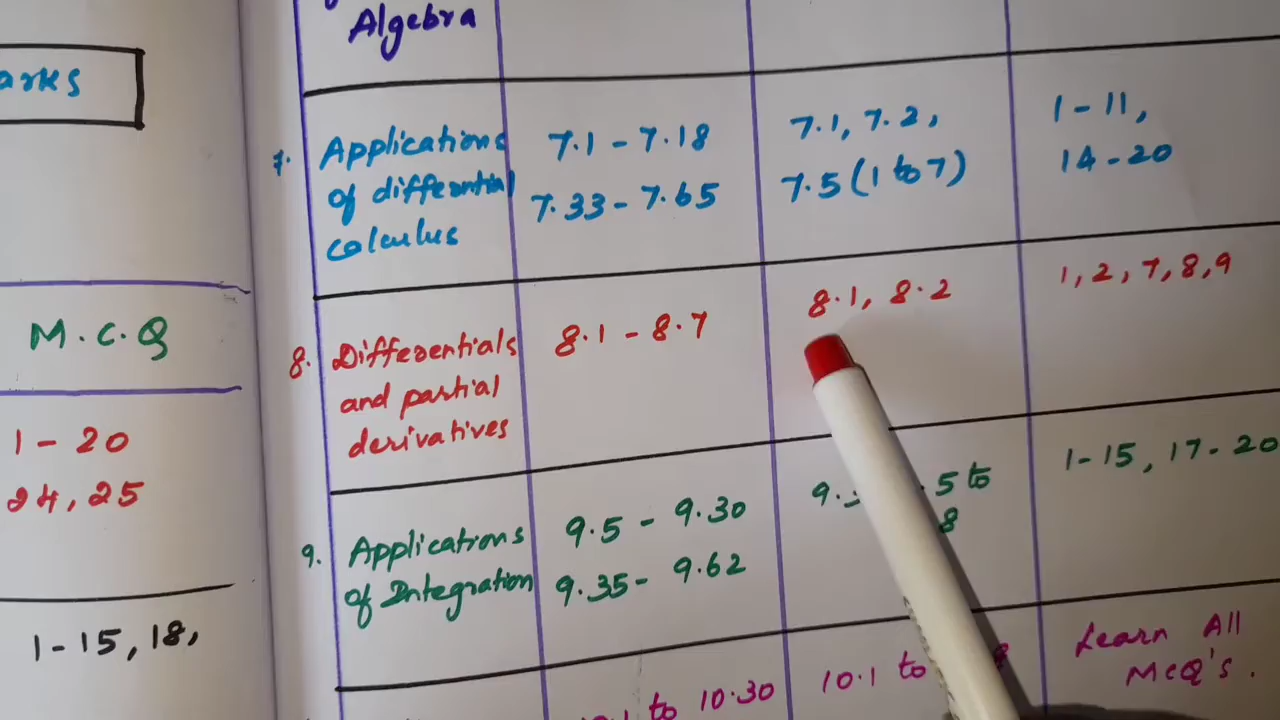 Algebra
arks
M.C.Q
1 - 20
24, 25
1 - 15, 18,
7. Applications of differential calculus
7.1 - 7.18
7.33 - 7.65
7.1, 7.2,
7.5 (1 to 7)
1 - 11,
14 - 20
8. Differentials and partial derivatives
8.1 - 8.7
8.1, 8.2
1, 2, 7, 8, 9
9. Applications of Integration
9.5 - 9.30
9.35 - 9.62
5 to
8
1-15, 17-20
to 10.30
10.1 to
Learn All
McQ's.